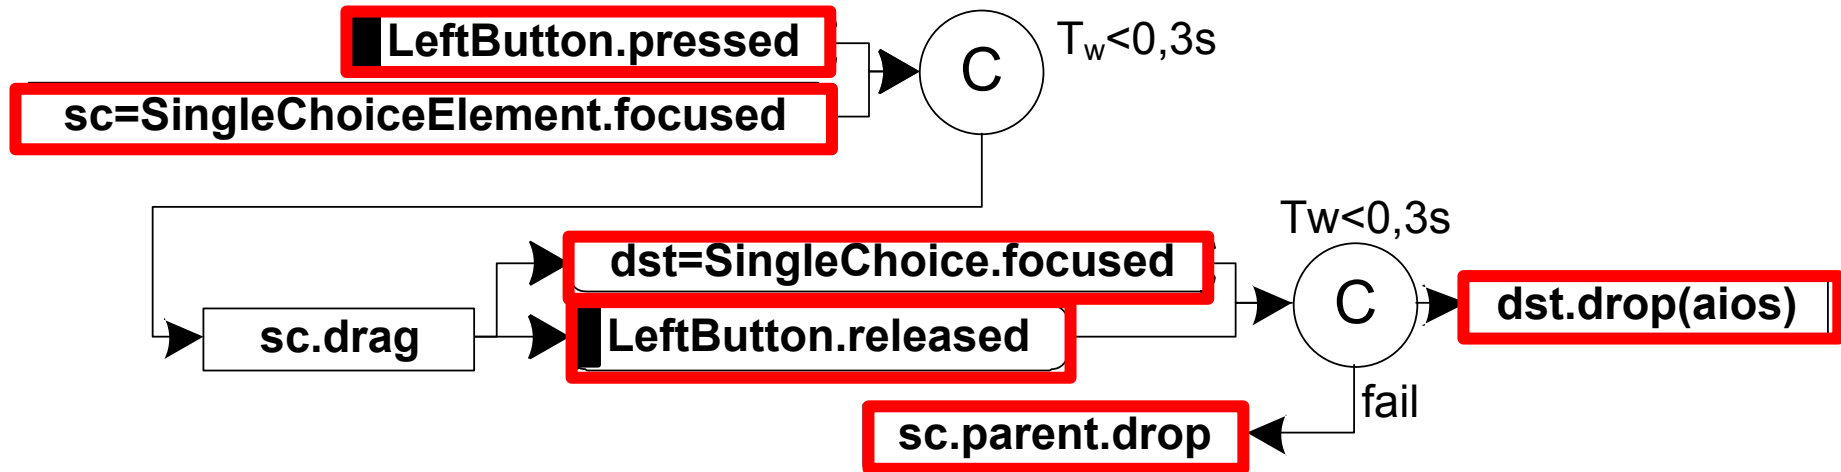 LeftButton.pressed
C
Tw<0,3s
sc=SingleChoiceElement.focused
Tw<0,3s
dst=SingleChoice.focused
sc.drag
LeftButton.released
C
dst.drop(aios)
fail
sc.parent.drop